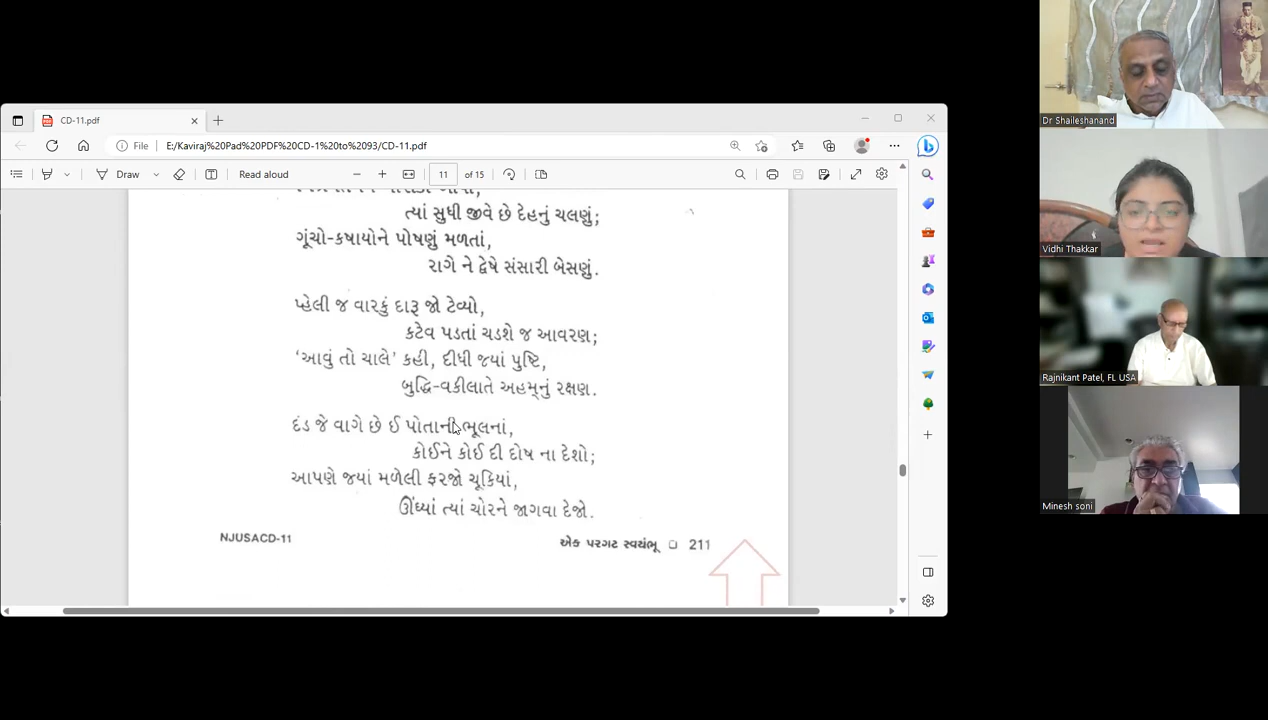 CD-11.pdf
File
E:/Kaviraj%20Pad%20PDF%20CD-1%20to%2093/CD-11.pdf
Draw
Read aloud
11
of 15
ત્યાં સુધી જીવે છે દેહનું ચલણું;
ગૂંચો-કષાયોને પોષણું મળતાં,
રાગે ને દ્વેષે સંસારી બેસણું.
પ્હેલી જ વારકું દારૂ જો ટેવ્યો,
કટેવ પડતાં ચડશે જ આવરણ;
‘આવું તો ચાલે’ કહી, દીધી જયાં પુષ્ટિ,
બુદ્ધિ-વકીલાતે અહમ્‌નું રક્ષણ.
દંડ જે વાગે છે ઈ પોતાની ભૂલનાં,
કોઈને કોઈ દી દોષ ના દેશો;
આપણે જયાં મળેલી ફરજો ચૂકિયાં,
ઊંઘ્યાં ત્યાં ચોરને જાગવા દેજો.
NJUSACD-11
એક પરગટ સ્વયંભૂ 211
Dr Shaileshanand
Vidhi Thakkar
Rajnikant Patel, FL USA
Minesh soni